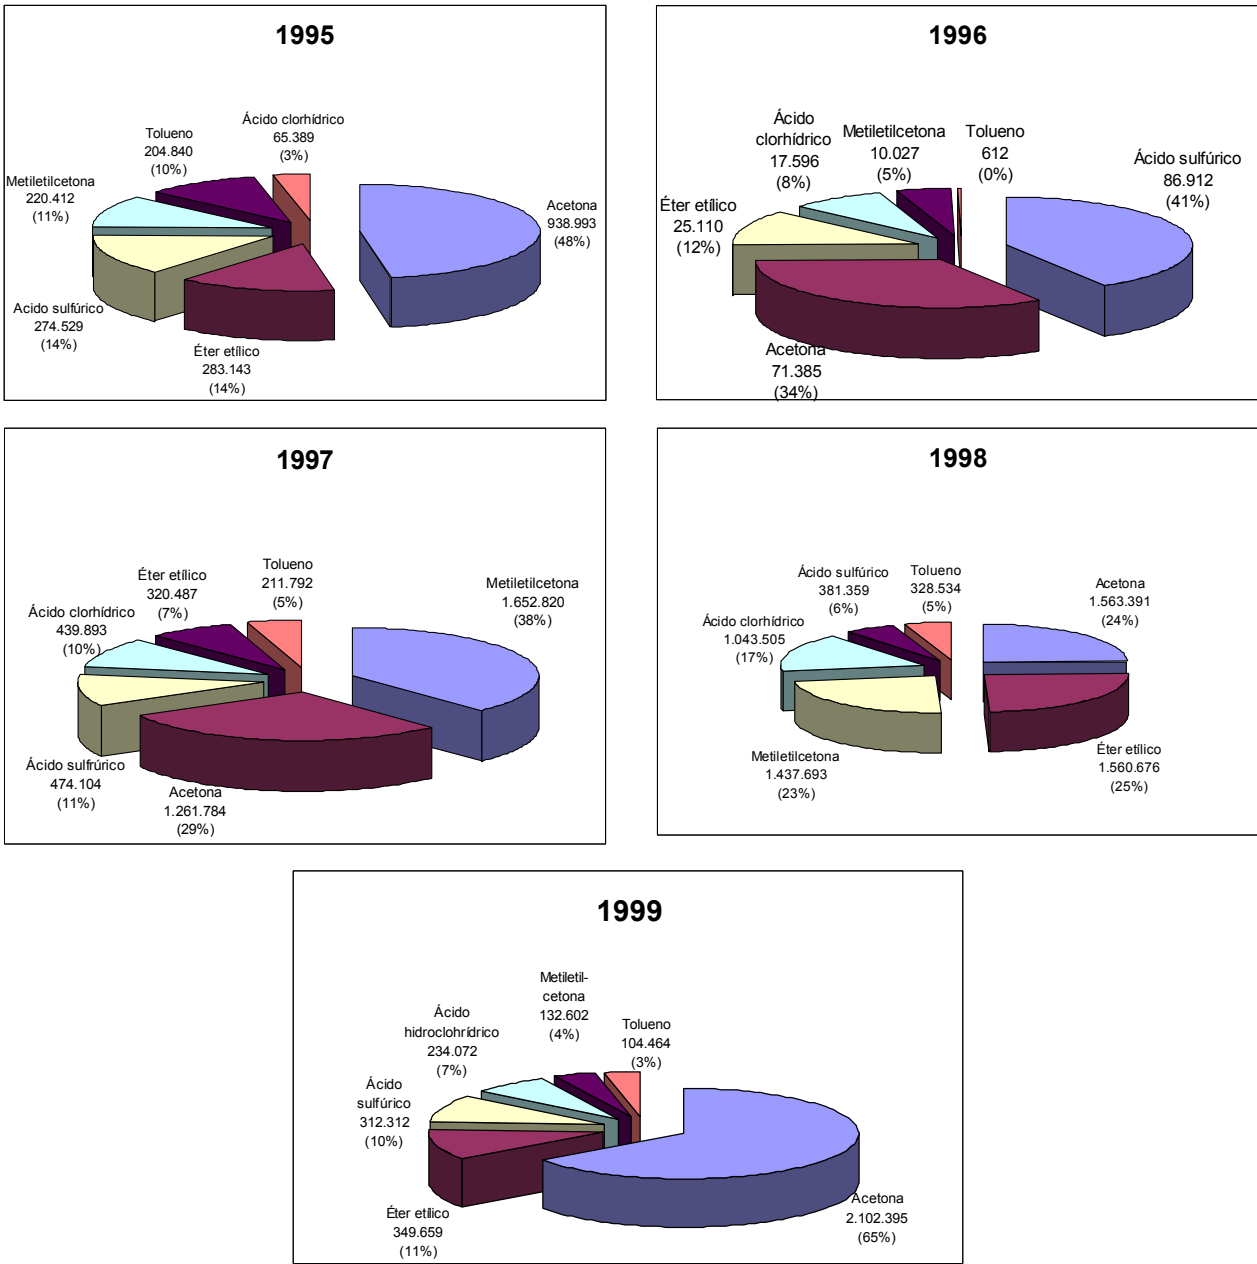 1995
Ácido clorhídrico
65.389
(3%)
Tolueno
204.840
(10%)
Metiletilcetona
220.412
(11%)
Acetona
938.993
(48%)
Acido sulfúrico
274.529
(14%)
Éter etílico
283.143
(14%)
1996
Ácido
clorhídrico
17.596
(8%)
Metiletilcetona
10.027
(5%)
Tolueno
612
(0%)
Ácido sulfúrico
86.912
(41%)
Éter etílico
25.110
(12%)
Acetona
71.385
(34%)
1997
Tolueno
211.792
(5%)
Éter etílico
320.487
(7%)
Metiletilcetona
1.652.820
(38%)
Ácido clorhídrico
439.893
(10%)
Ácido sulfrúrico
474.104
(11%)
Acetona
1.261.784
(29%)
1998
Ácido sulfúrico
381.359
(6%)
Tolueno
328.534
(5%)
Acetona
1.563.391
(24%)
Ácido clorhídrico
1.043.505
(17%)
Metiletilcetona
1.437.693
(23%)
Éter etílico
1.560.676
(25%)
1999
Metiletil-
cetona
132.602
(4%)
Ácido
hidroclohrídrico
234.072
(7%)
Tolueno
104.464
(3%)
Ácido
sulfúrico
312.312
(10%)
Éter etílico
349.659
(11%)
Acetona
2.102.395
(65%)